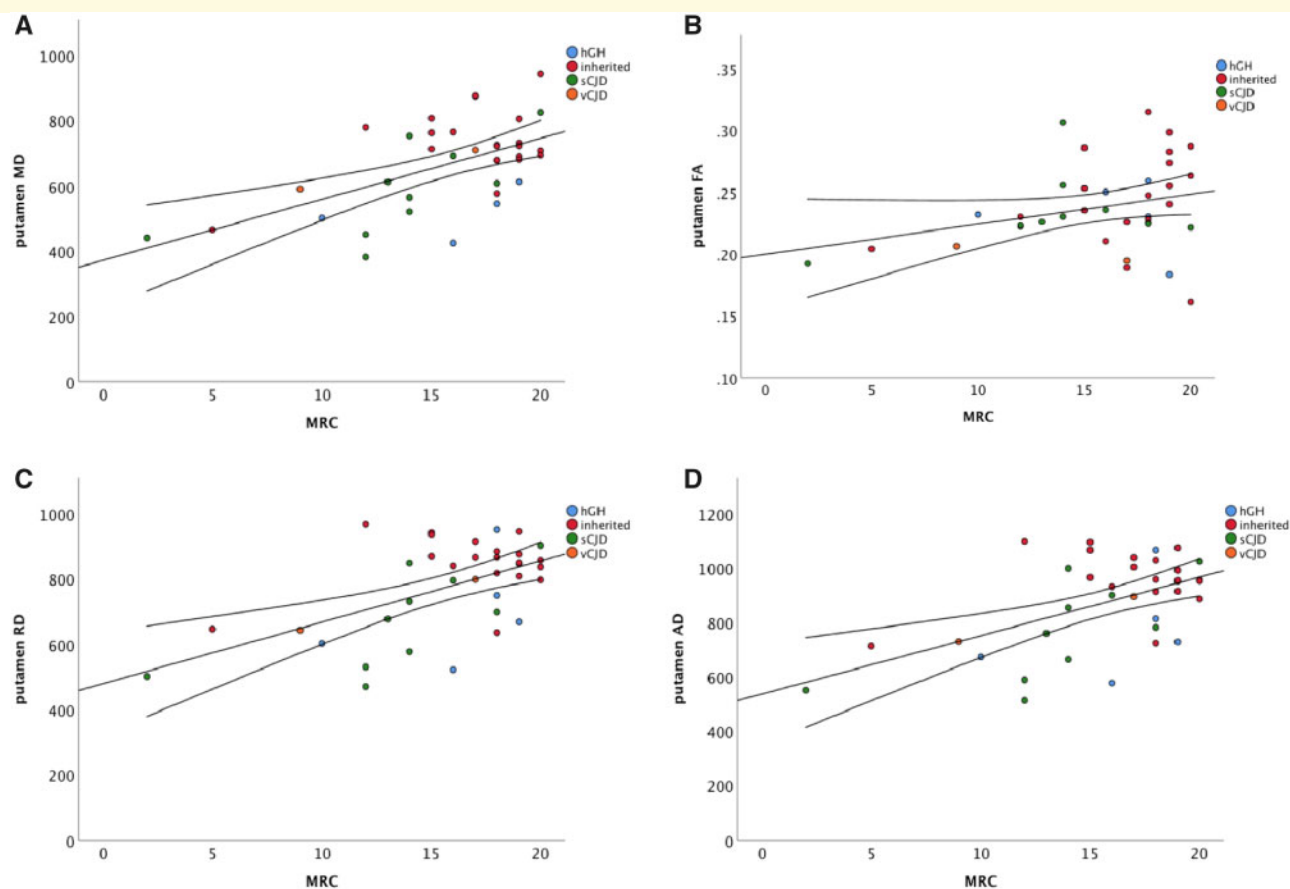 A
putamen MD
1000
800
600
400
200
0
0 5 10 15 20
MRC
hGH
inherited
sCJD
vCJD
B
putamen FA
.35
.30
.25
.20
.15
.10
0 5 10 15 20
MRC
hGH
inherited
sCJD
vCJD
C
putamen RD
1000
800
600
400
200
0
0 5 10 15 20
MRC
hGH
inherited
sCJD
vCJD
D
putamen AD
1200
1000
800
600
400
200
0
0 5 10 15 20
MRC
hGH
inherited
sCJD
vCJD